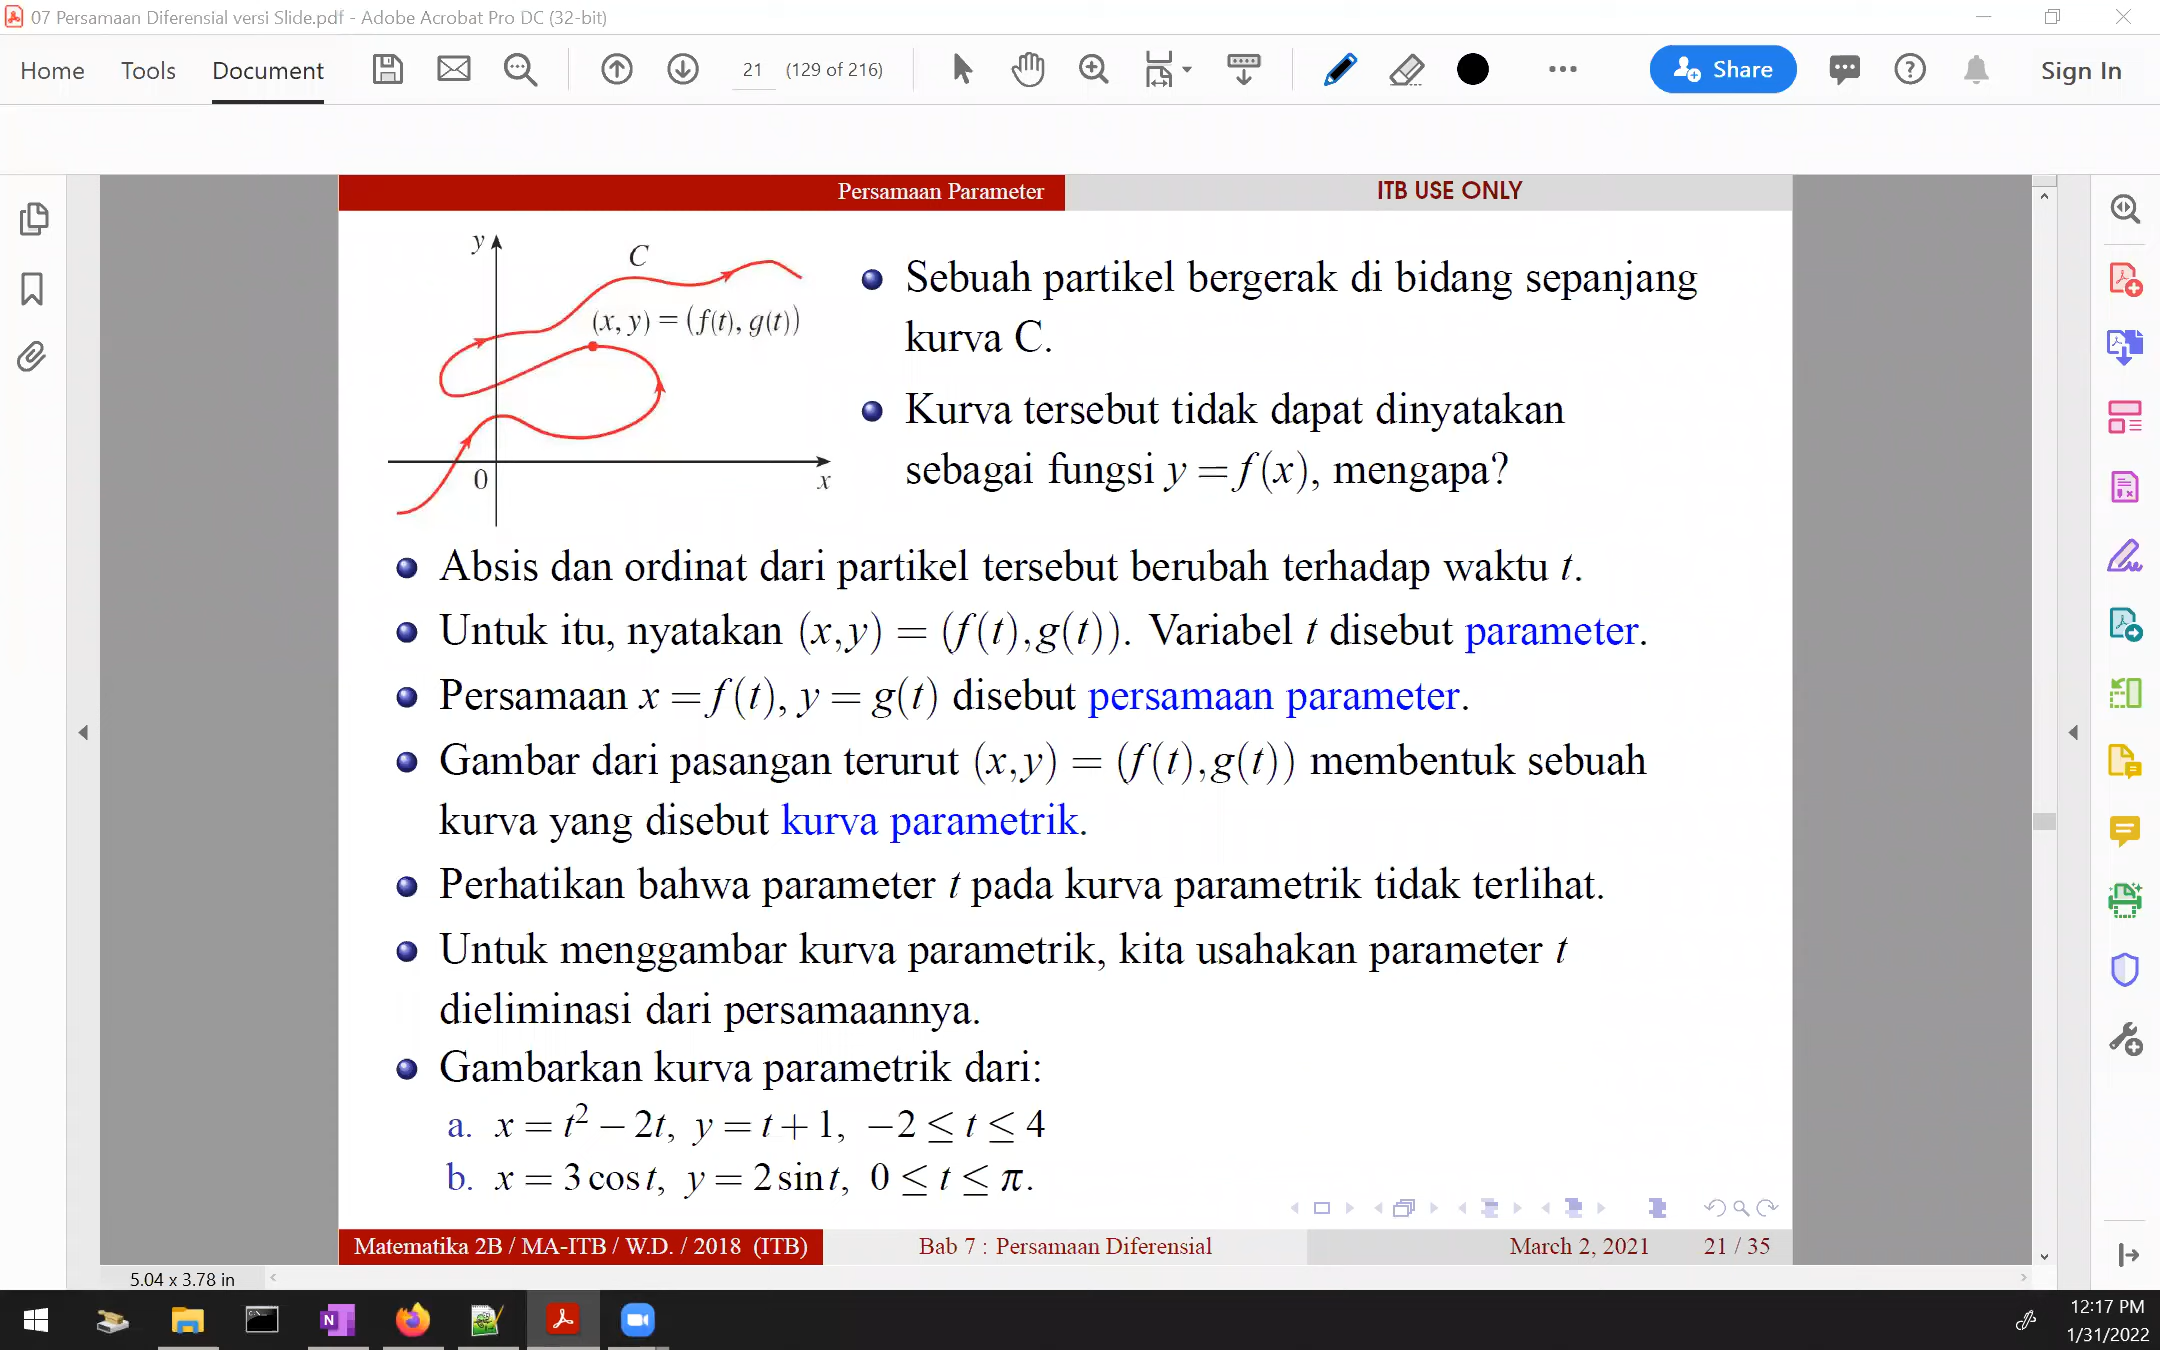 07 Persamaan Diferensial versi Slide.pdf - Adobe Acrobat Pro DC (32-bit)
Home Tools Document 21 (129 of 216) Share Sign In
Persamaan Parameter ITB USE ONLY
y C
(x, y) = (f(t), g(t))
0 x
Sebuah partikel bergerak di bidang sepanjang
kurva C.
Kurva tersebut tidak dapat dinyatakan
sebagai fungsi y = f(x), mengapa?
Absis dan ordinat dari partikel tersebut berubah terhadap waktu t.
Untuk itu, nyatakan (x,y) = (f(t),g(t)). Variabel t disebut parameter.
Persamaan x = f(t), y = g(t) disebut persamaan parameter.
Gambar dari pasangan terurut (x,y) = (f(t),g(t)) membentuk sebuah
kurva yang disebut kurva parametrik.
Perhatikan bahwa parameter t pada kurva parametrik tidak terlihat.
Untuk menggambar kurva parametrik, kita usahakan parameter t
dieliminasi dari persamaannya.
Gambarkan kurva parametrik dari:
a. x = t² − 2t, y = t + 1, −2 ≤ t ≤ 4
b. x = 3 cos t, y = 2 sin t, 0 ≤ t ≤ π.
Matematika 2B / MA-ITB / W.D. / 2018 (ITB) Bab 7 : Persamaan Diferensial March 2, 2021 21 / 35
5.04 x 3.78 in
12:17 PM
1/31/2022